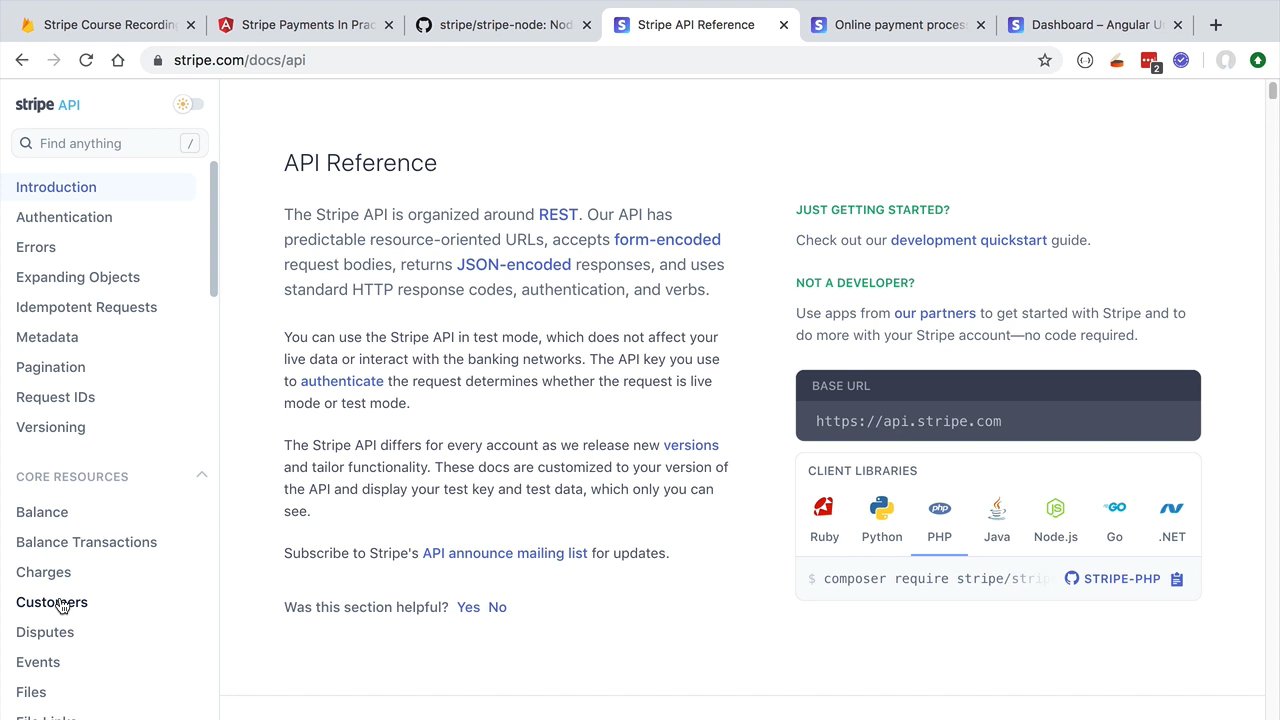 Stripe Course Recording
Stripe Payments In Prac
stripe/stripe-node: Nod
Stripe API Reference
Online payment proces
Dashboard – Angular U
stripe.com/docs/api
2
stripe API
Find anything
/
Introduction
Authentication
Errors
Expanding Objects
Idempotent Requests
Metadata
Pagination
Request IDs
Versioning
CORE RESOURCES
Balance
Balance Transactions
Charges
Customers
Disputes
Events
Files
File Links
API Reference
The Stripe API is organized around REST. Our API has
predictable resource-oriented URLs, accepts form-encoded
request bodies, returns JSON-encoded responses, and uses
standard HTTP response codes, authentication, and verbs.
You can use the Stripe API in test mode, which does not affect your
live data or interact with the banking networks. The API key you use
to authenticate the request determines whether the request is live
mode or test mode.
The Stripe API differs for every account as we release new versions
and tailor functionality. These docs are customized to your version of
the API and display your test key and test data, which only you can
see.
Subscribe to Stripe's API announce mailing list for updates.
Was this section helpful? Yes No
JUST GETTING STARTED?
Check out our development quickstart guide.
NOT A DEVELOPER?
Use apps from our partners to get started with Stripe and to
do more with your Stripe account—no code required.
BASE URL
https://api.stripe.com
CLIENT LIBRARIES
Ruby
Python
php
PHP
Java
JS
Node.js
GO
Go
.NET
$ composer require stripe/strip
STRIPE-PHP